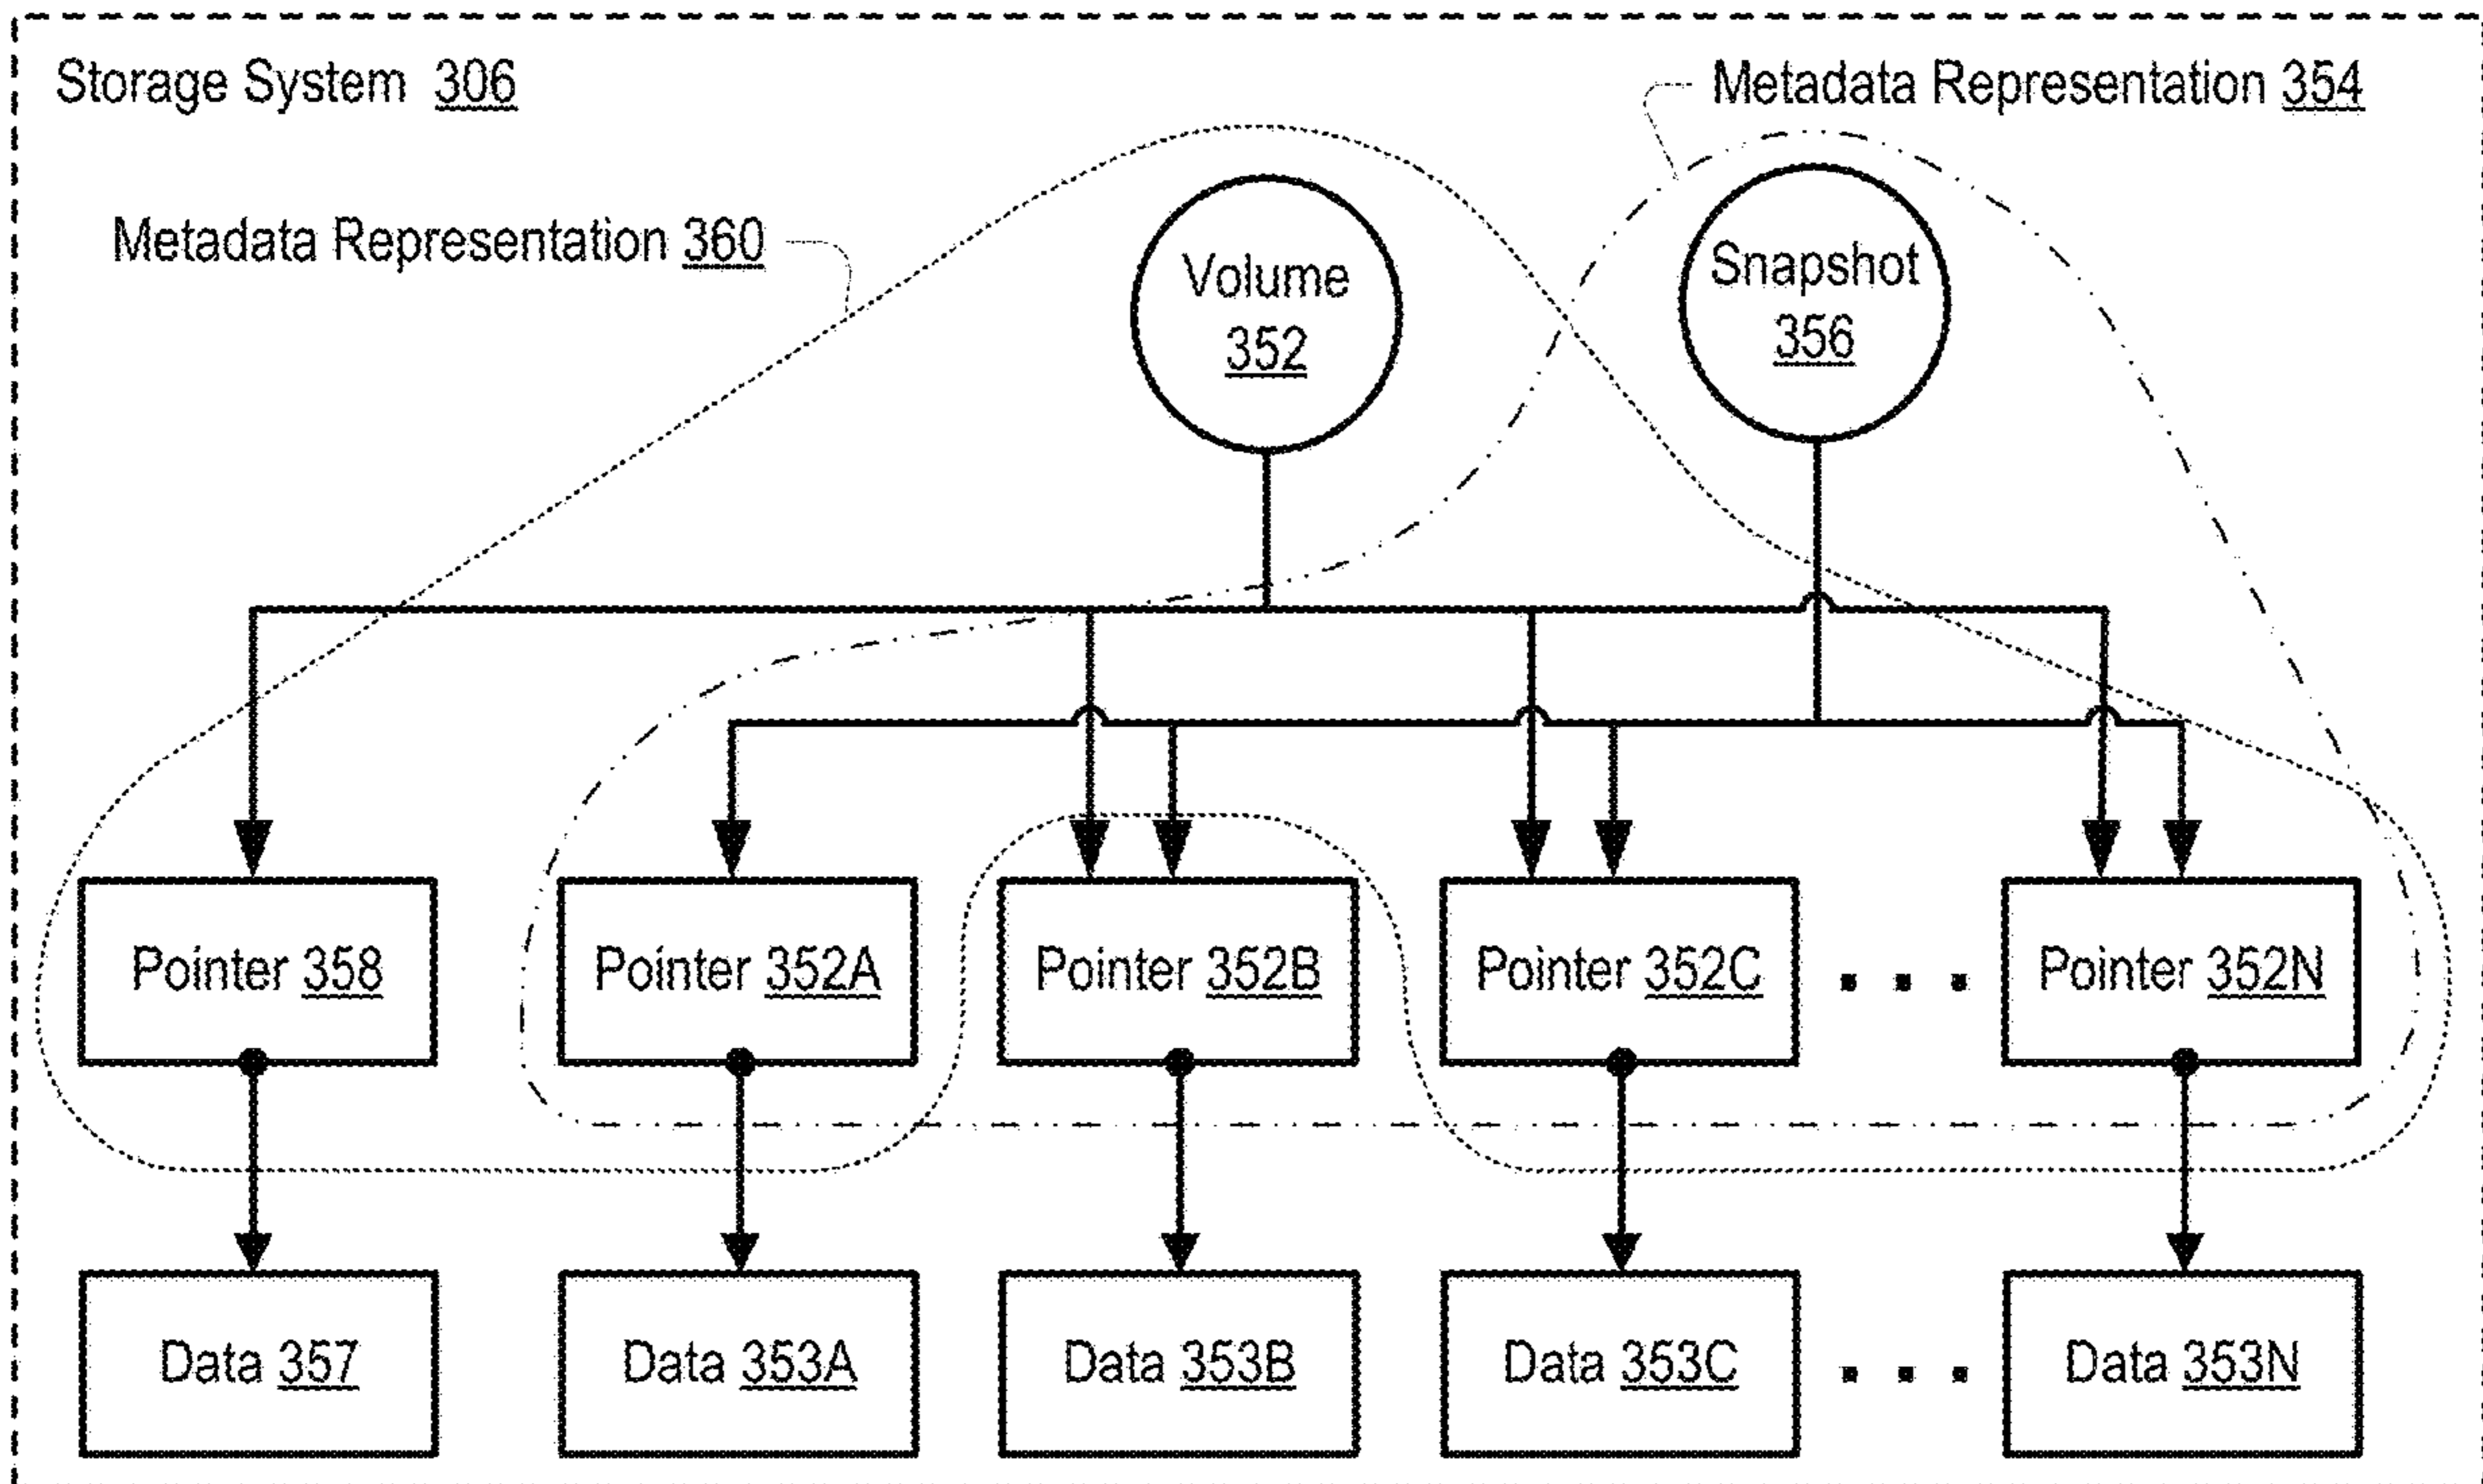 Storage System 306
Metadata Representation 354
Metadata Representation 360
Volume
352
Snapshot
356
Pointer 358
Pointer 352A
Pointer 352B
Pointer 352C
. . .
Pointer 352N
Data 357
Data 353A
Data 353B
Data 353C
. . .
Data 353N